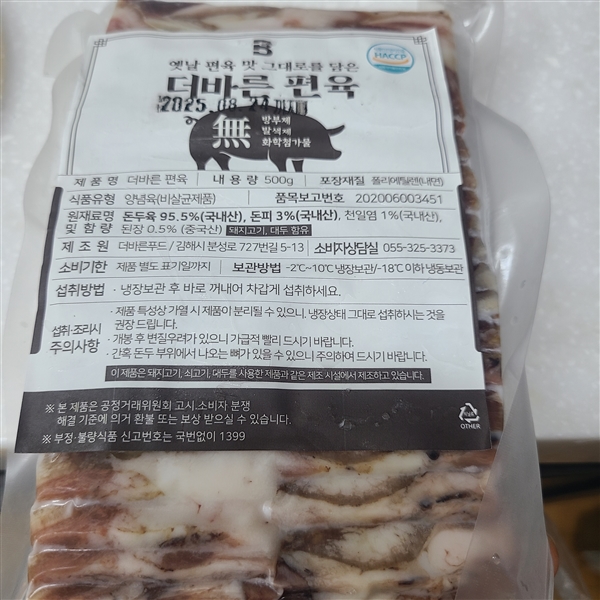 B
옛날 편육 맛 그대로를 담은
더바른 편육
2025.08.24까지
無 방부제
발색제
화학첨가물
HACCP
제 품 명 더바른 편육 내 용 량 500g 포장재질 폴리에틸렌(내면)
식품유형 양념육(비살균제품) 품목보고번호 202006003451
원재료명 돈두육 95.5%(국내산), 돈피 3%(국내산), 천일염 1%(국내산),
및 함량 된장 0.5% (중국산) 돼지고기, 대두 함유
제 조 원 더바른푸드 / 김해시 분성로 727번길 5-13 소비자상담실 055-325-3373
소비기한 제품 별도 표기일까지 보관방법 -2℃~10℃ 냉장보관/-18℃ 이하 냉동보관
섭취방법 · 냉장보관 후 바로 꺼내어 차갑게 섭취하세요.
섭취·조리시
주의사항
· 제품 특성상 가열 시 제품이 분리될 수 있으니, 냉장상태 그대로 섭취하시는 것을
권장 드립니다.
· 개봉 후 변질우려가 있으니 가급적 빨리 드시기 바랍니다.
· 간혹 돈두 부위에서 나오는 뼈가 있을 수 있으니 주의하여 드시기 바랍니다.
이 제품은 돼지고기, 쇠고기, 대두를 사용한 제품과 같은 제조 시설에서 제조하고 있습니다.
※ 본 제품은 공정거래위원회 고시.소비자 분쟁
해결 기준에 의거 환불 또는 보상 받으실 수 있습니다.
※ 부정·불량식품 신고번호는 국번없이 1399
OTHER